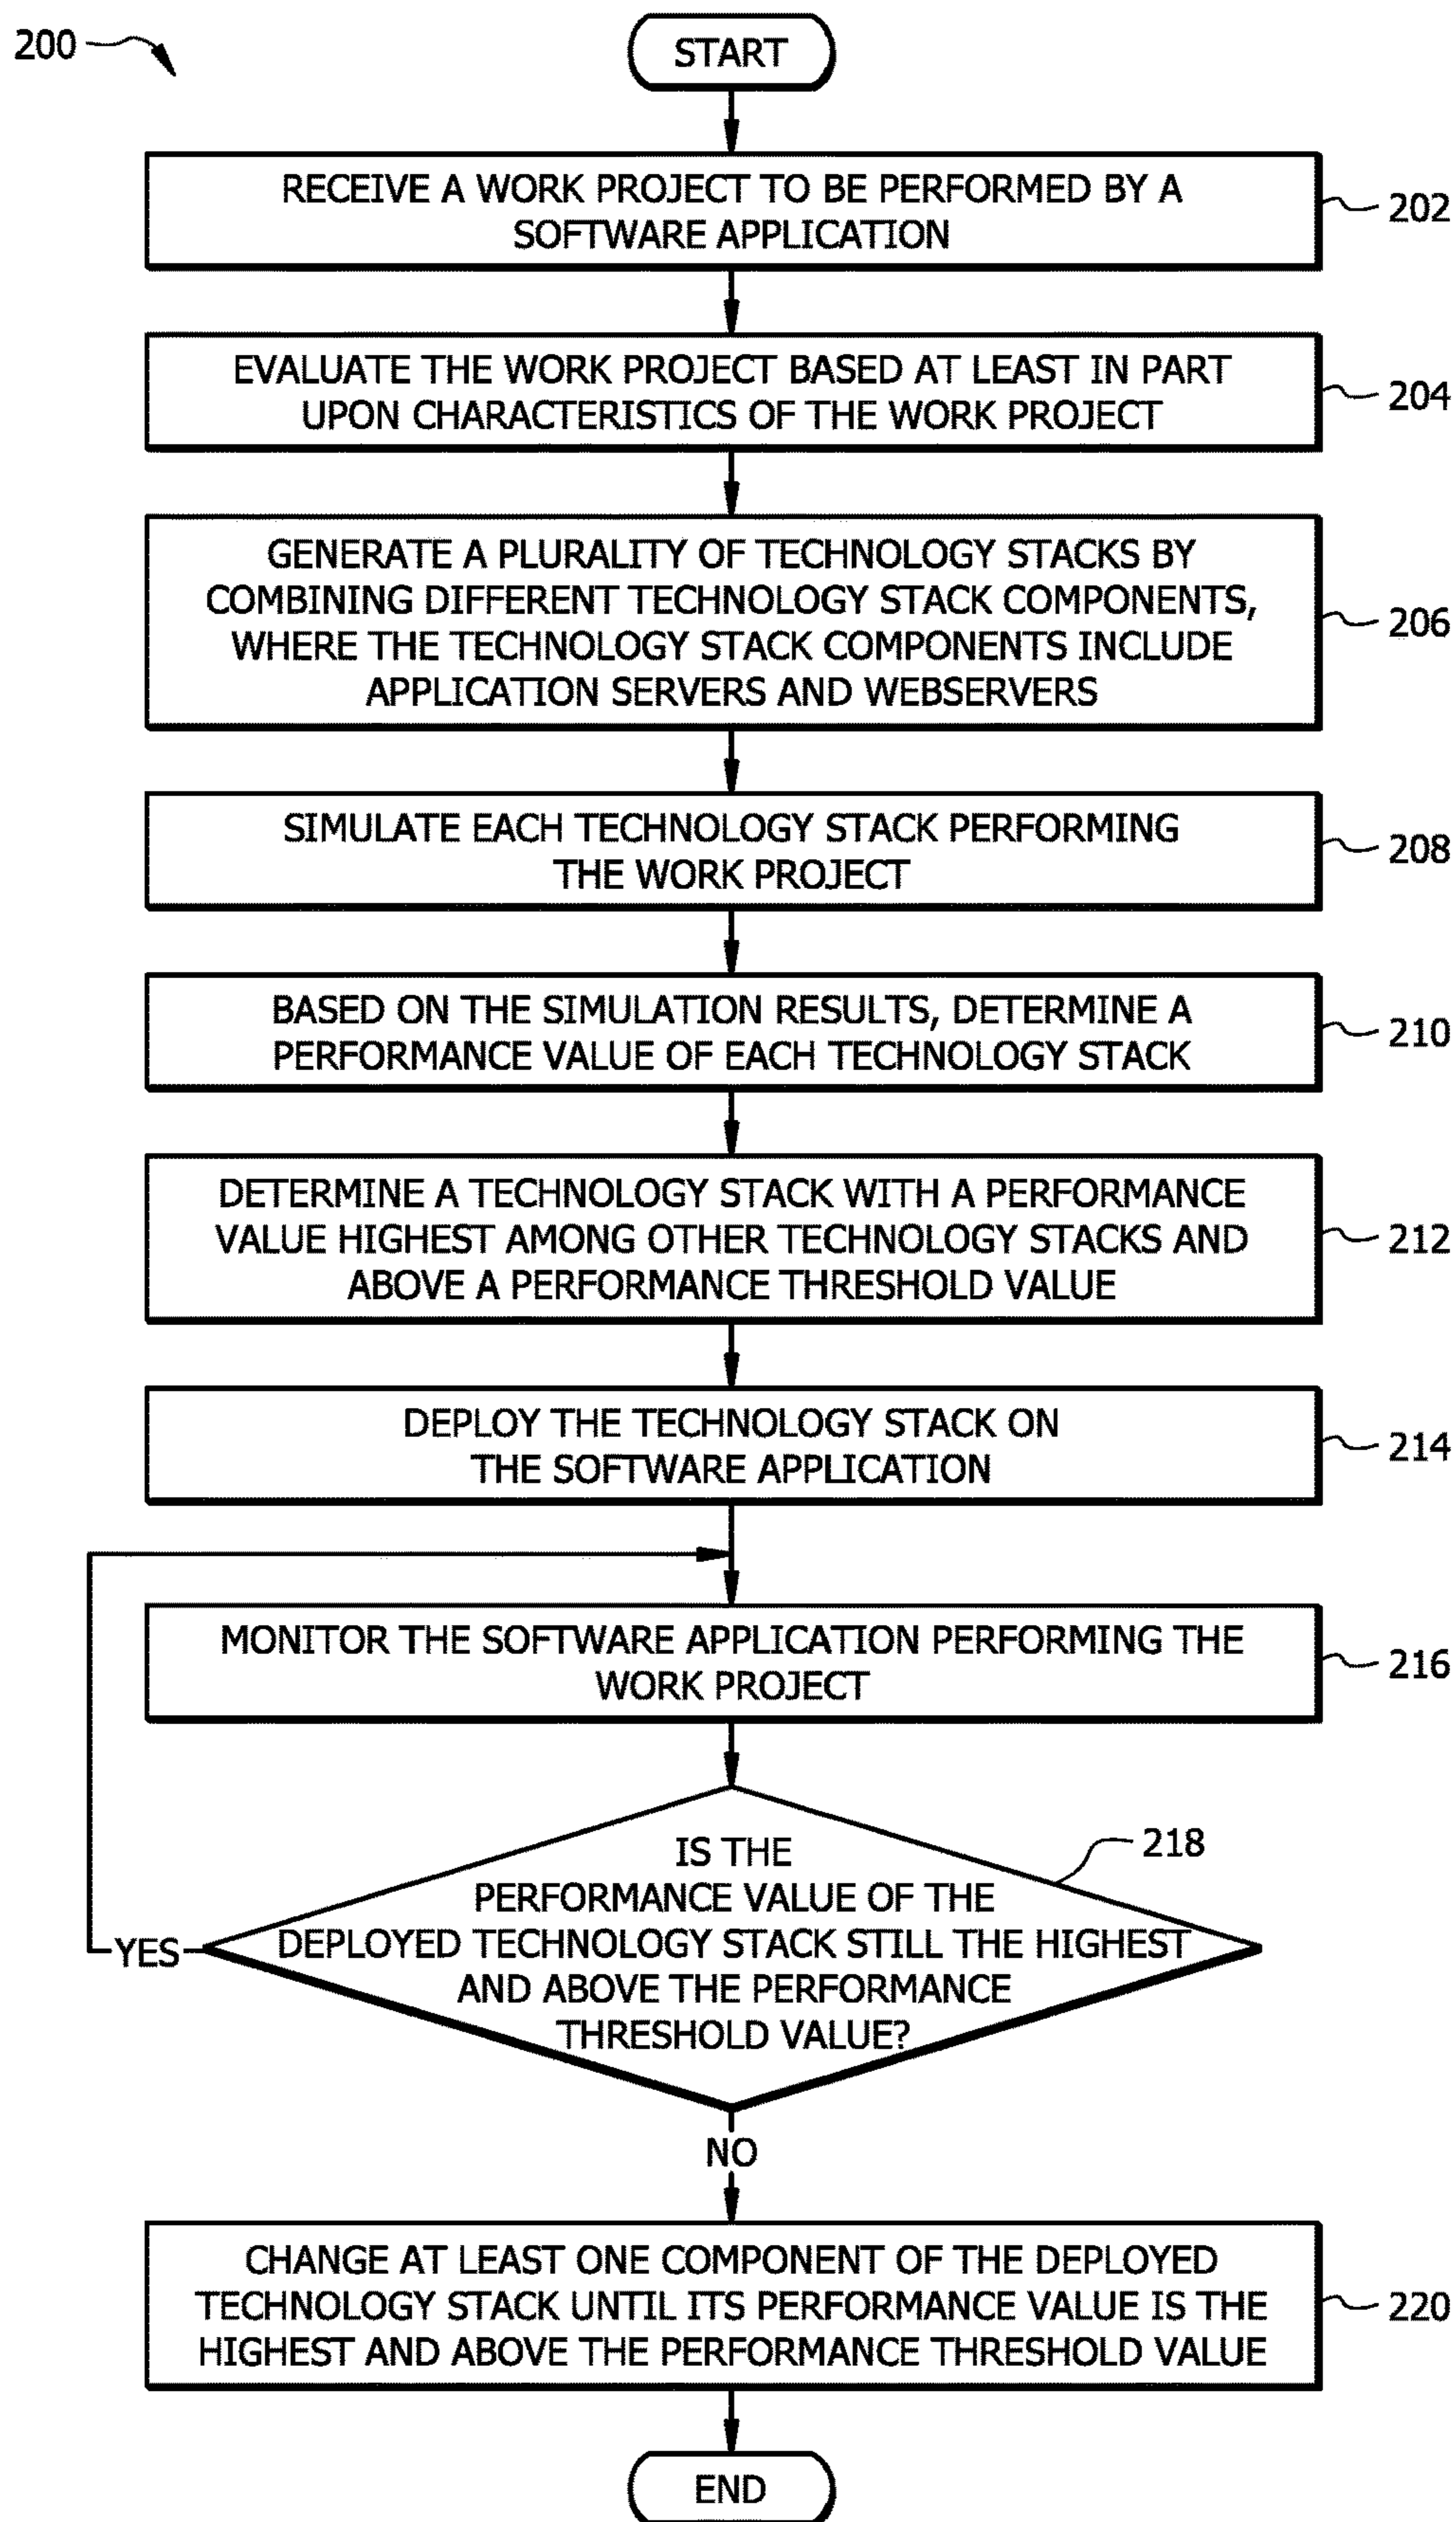 200
START
RECEIVE A WORK PROJECT TO BE PERFORMED BY A
SOFTWARE APPLICATION
202
EVALUATE THE WORK PROJECT BASED AT LEAST IN PART
UPON CHARACTERISTICS OF THE WORK PROJECT
204
GENERATE A PLURALITY OF TECHNOLOGY STACKS BY
COMBINING DIFFERENT TECHNOLOGY STACK COMPONENTS,
WHERE THE TECHNOLOGY STACK COMPONENTS INCLUDE
APPLICATION SERVERS AND WEBSERVERS
206
SIMULATE EACH TECHNOLOGY STACK PERFORMING
THE WORK PROJECT
208
BASED ON THE SIMULATION RESULTS, DETERMINE A
PERFORMANCE VALUE OF EACH TECHNOLOGY STACK
210
DETERMINE A TECHNOLOGY STACK WITH A PERFORMANCE
VALUE HIGHEST AMONG OTHER TECHNOLOGY STACKS AND
ABOVE A PERFORMANCE THRESHOLD VALUE
212
DEPLOY THE TECHNOLOGY STACK ON
THE SOFTWARE APPLICATION
214
MONITOR THE SOFTWARE APPLICATION PERFORMING THE
WORK PROJECT
216
IS THE
PERFORMANCE VALUE OF THE
DEPLOYED TECHNOLOGY STACK STILL THE HIGHEST
AND ABOVE THE PERFORMANCE
THRESHOLD VALUE?
218
YES
NO
CHANGE AT LEAST ONE COMPONENT OF THE DEPLOYED
TECHNOLOGY STACK UNTIL ITS PERFORMANCE VALUE IS THE
HIGHEST AND ABOVE THE PERFORMANCE THRESHOLD VALUE
220
END